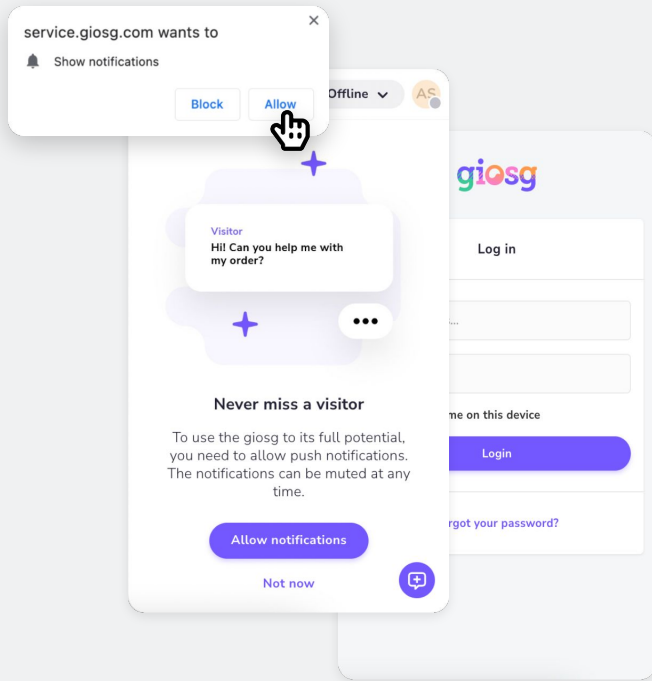 service.giosg.com wants to
Show notifications
Block
Allow
Offline
AS
Visitor
Hi! Can you help me with
my order?
Never miss a visitor
To use the giosg to its full potential,
you need to allow push notifications.
The notifications can be muted at any
time.
Allow notifications
Not now
giosg
Log in
...
me on this device
Login
rgot your password?